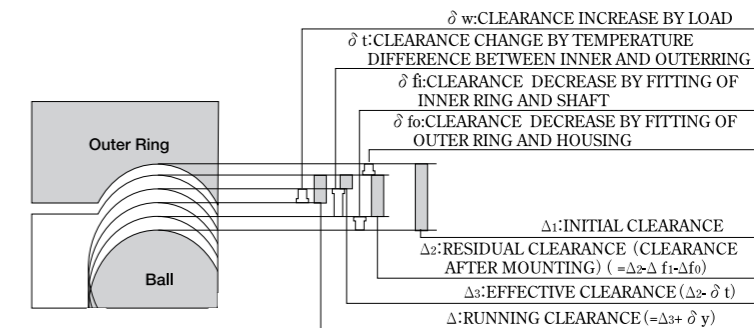 δ w:CLEARANCE INCREASE BY LOAD
δ t:CLEARANCE CHANGE BY TEMPERATURE
DIFFERENCE BETWEEN INNER AND OUTERRING
δ fi:CLEARANCE DECREASE BY FITTING OF
INNER RING AND SHAFT
δ fo:CLEARANCE DECREASE BY FITTING OF
OUTER RING AND HOUSING
Outer Ring
Ball
Δ1:INITIAL CLEARANCE
Δ2:RESIDUAL CLEARANCE (CLEARANCE
AFTER MOUNTING) ( =Δ2-Δ f1-Δf0)
Δ3:EFFECTIVE CLEARANCE(Δ2- δ t)
Δ:RUNNING CLEARANCE(=Δ3+ δ y)